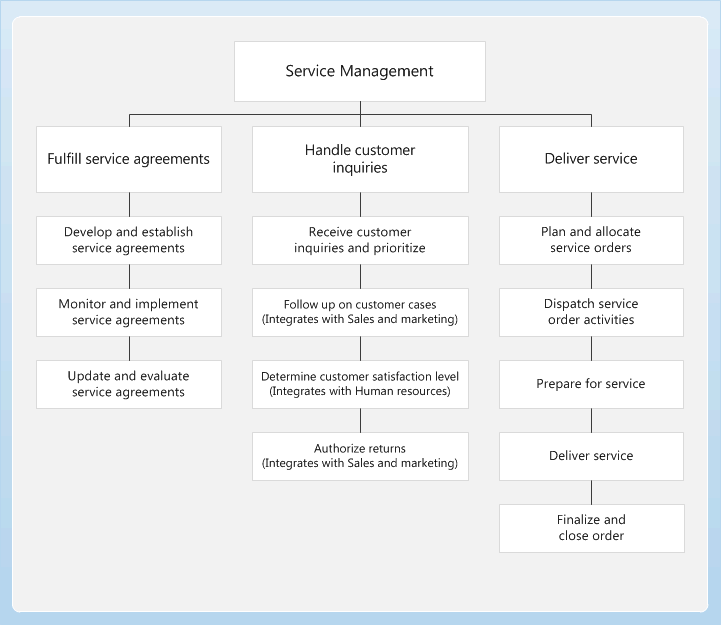 Service Management
Fulfill service agreements
Develop and establish
service agreements
Monitor and implement
service agreements
Update and evaluate
service agreements
Handle customer
inquiries
Receive customer
inquiries and prioritize
Follow up on customer cases
(Integrates with Sales and marketing)
Determine customer satisfaction level
(Integrates with Human resources)
Authorize returns
(Integrates with Sales and marketing)
Deliver service
Plan and allocate
service orders
Dispatch service
order activities
Prepare for service
Deliver service
Finalize and
close order